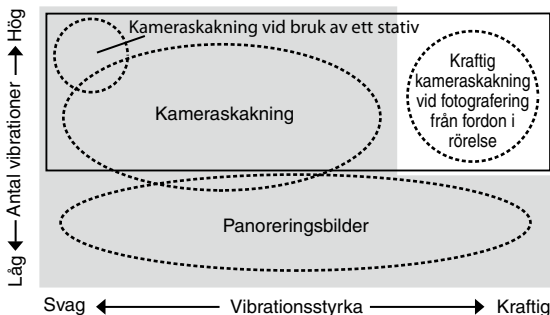 Hög
Antal vibrationer
Låg
Kameraskakning vid bruk av ett stativ
Kameraskakning
Kraftig
kameraskakning
vid fotografering
från fordon i
rörelse
Panoreringsbilder
Svag
Vibrationsstyrka
Kraftig